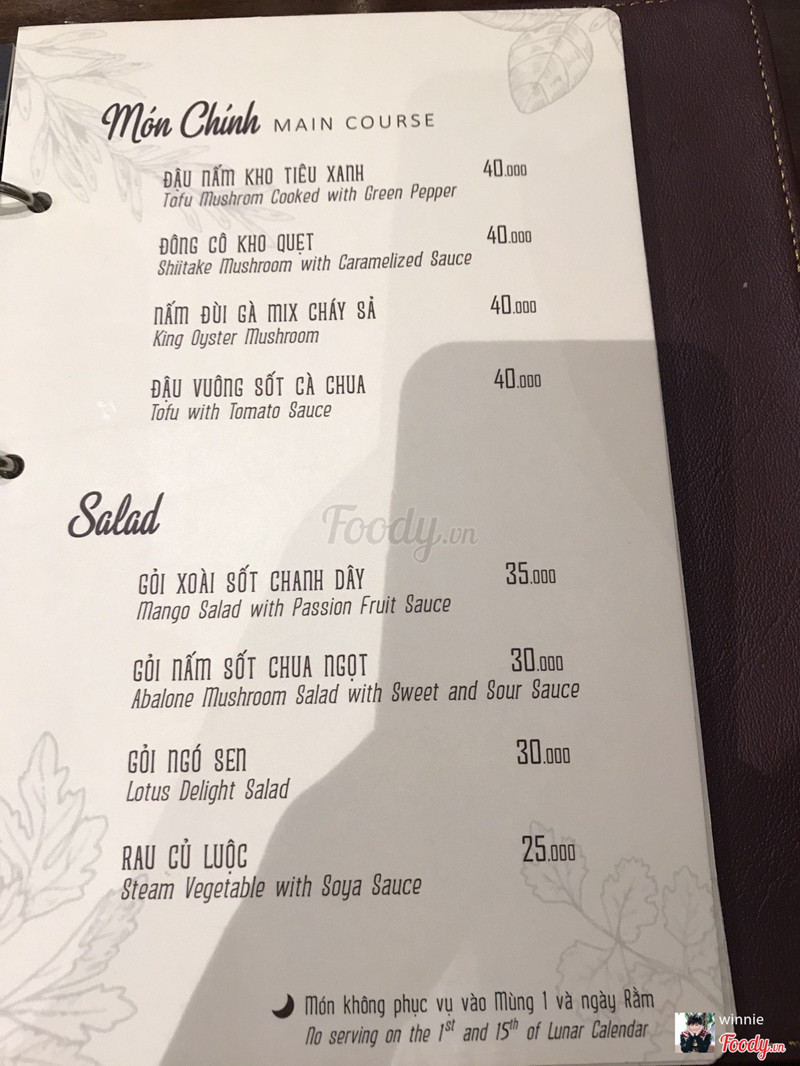 Món Chính MAIN COURSE
ĐẬU NẤM KHO TIÊU XANH 40.000
Tofu Mushrom Cooked with Green Pepper
ĐÔNG CÔ KHO QUẸT 40.000
Shiitake Mushroom with Caramelized Sauce
NẤM ĐÙI GÀ MIX CHÁY SẢ 40.000
King Oyster Mushroom
ĐẬU VUÔNG SỐT CÀ CHUA 40.000
Tofu with Tomato Sauce
Salad
Foody.vn
GỎI XOÀI SỐT CHANH DÂY 35.000
Mango Salad with Passion Fruit Sauce
GỎI NẤM SỐT CHUA NGỌT 30.000
Abalone Mushroom Salad with Sweet and Sour Sauce
GỎI NGÓ SEN 30.000
Lotus Delight Salad
RAU CỦ LUỘC 25.000
Steam Vegetable with Soya Sauce
Món không phục vụ vào Mùng 1 và ngày Rằm
No serving on the 1st and 15th of Lunar Calendar
winnie
Foody.vn